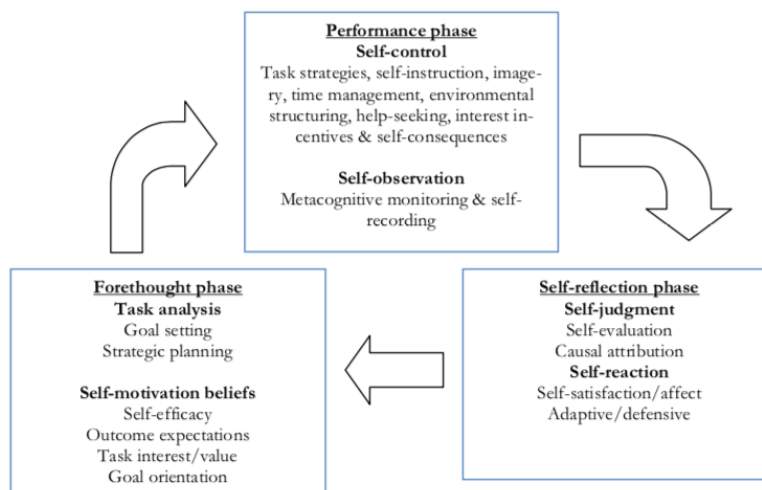 Performance phase
Self-control
Task strategies, self-instruction, image-
ry, time management, environmental
structuring, help-seeking, interest in-
centives & self-consequences
Self-observation
Metacognitive monitoring & self-
recording
Forethought phase
Task analysis
Goal setting
Strategic planning
Self-motivation beliefs
Self-efficacy
Outcome expectations
Task interest/value
Goal orientation
Self-reflection phase
Self-judgment
Self-evaluation
Causal attribution
Self-reaction
Self-satisfaction/affect
Adaptive/defensive